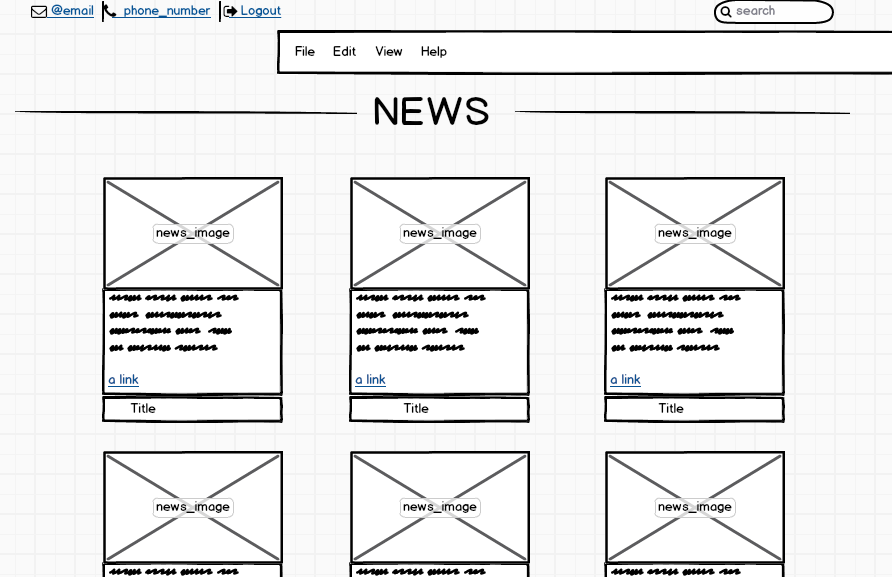 @email phone_number Logout search
File Edit View Help
NEWS
news_image news_image news_image
a link a link a link
Title Title Title
news_image news_image news_image